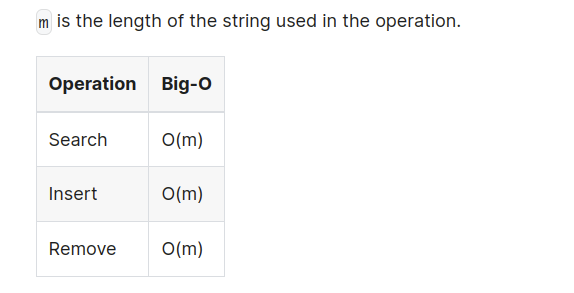 m is the length of the string used in the operation.
Operation Big-O
Search O(m)
Insert O(m)
Remove O(m)